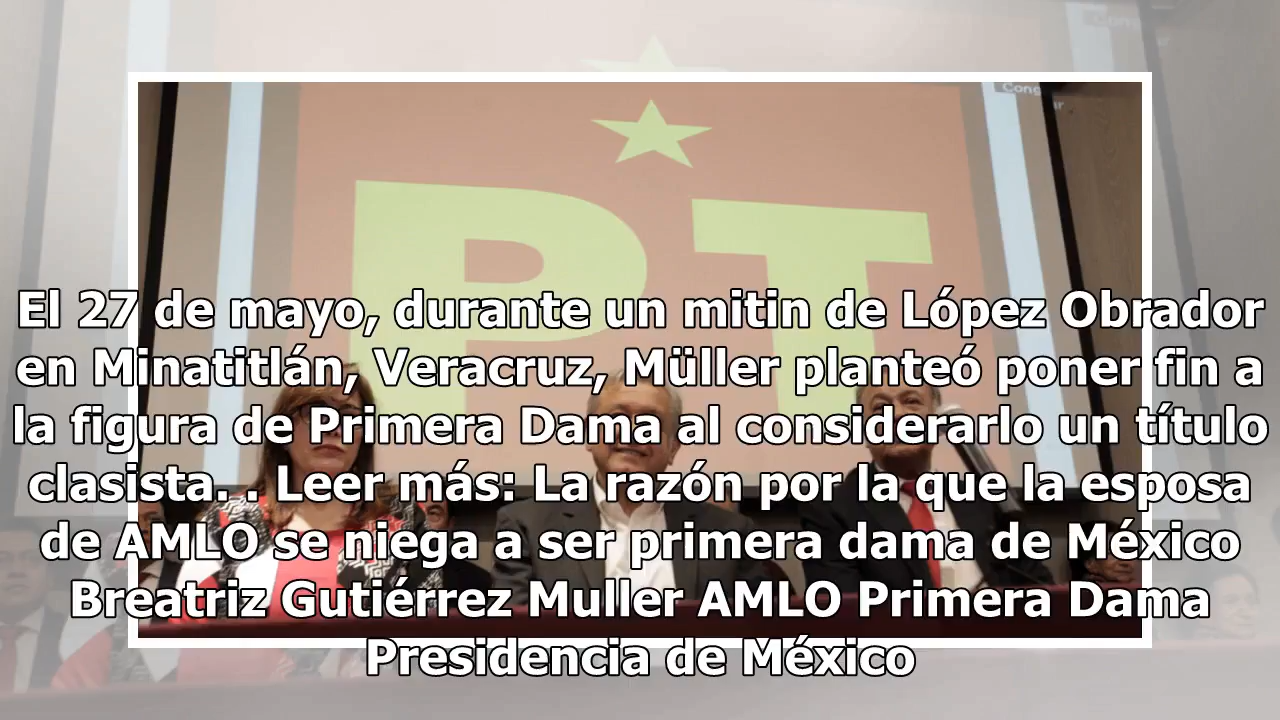 Cong
PT
El 27 de mayo, durante un mitin de López Obrador
en Minatitlán, Veracruz, Müller planteó poner fin a
la figura de Primera Dama al considerarlo un título
clasista. . Leer más: La razón por la que la esposa
de AMLO se niega a ser primera dama de México
Breatriz Gutiérrez Muller AMLO Primera Dama
Presidencia de México